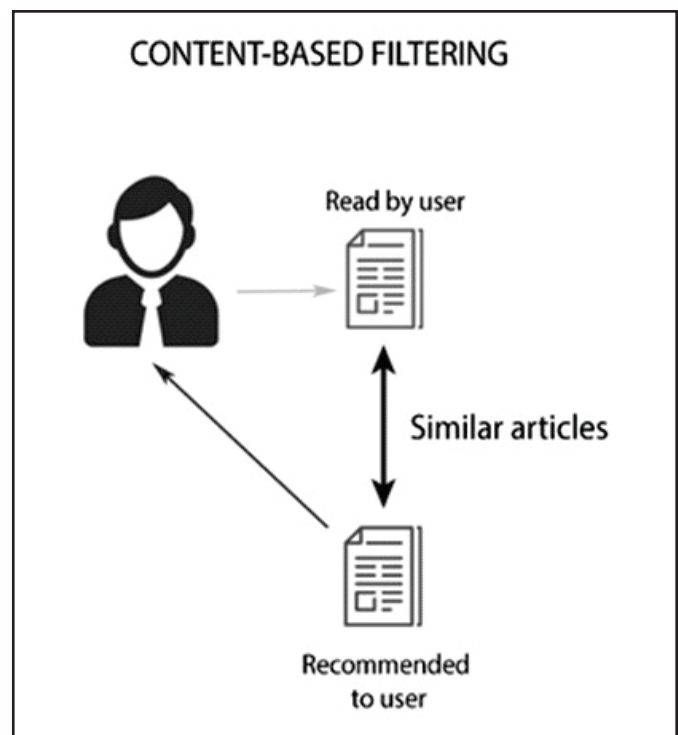 CONTENT-BASED FILTERING
Read by user
Similar articles
Recommended
to user